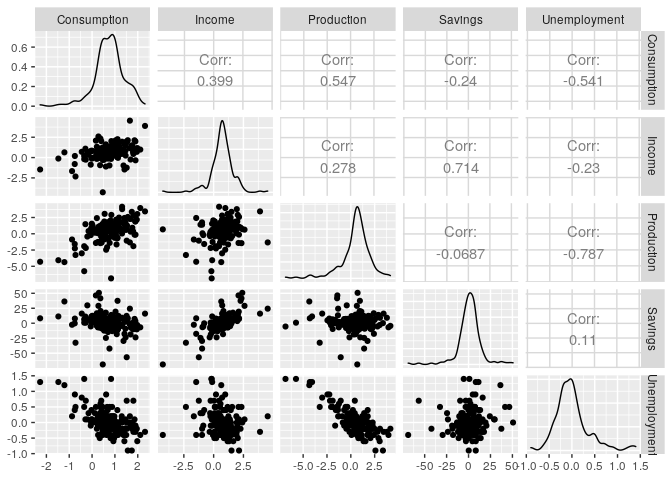 Consumption Income Production Savings Unemployment
0.6
0.4
0.2
0.0
Corr:
0.399
Corr:
0.547
Corr:
-0.24
Corr:
-0.541
Consumption
2.5
0.0
-2.5
Corr:
0.278
Corr:
0.714
Corr:
-0.23
Income
2.5
0.0
-2.5
-5.0
Corr:
-0.0687
Corr:
-0.787
Production
50
25
0
-25
-50
Corr:
0.11
Savings
1.5
1.0
0.5
0.0
-0.5
-1.0
Unemployment
-2 -1 0 1 2
-2.5 0.0 2.5
-5.0 -2.5 0.0 2.5
-50 -25 0 25 50
-1.0 -0.5 0.0 0.5 1.0 1.5